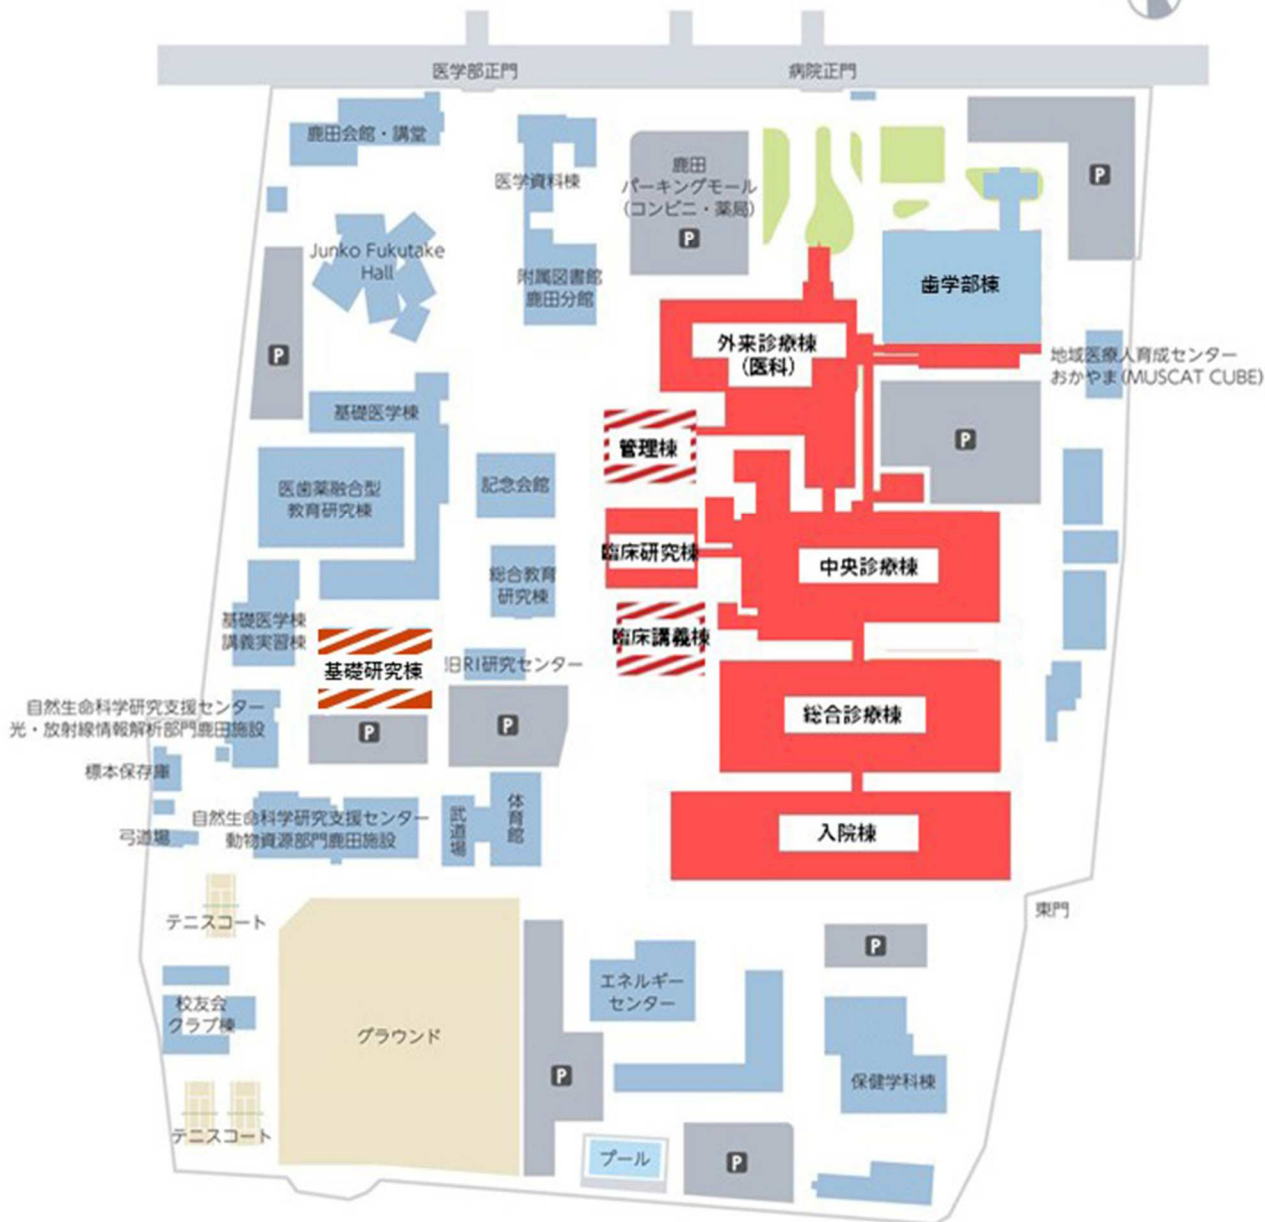 医学部正門
病院正門
鹿田会館・講堂
医学資料棟
鹿田
パーキングモール
(コンビニ・薬局)
P
P
Junko Fukutake
Hall
附属図書館
鹿田分館
歯学部棟
P
外来診療棟
(医科)
地域医療人育成センター
おかやま(MUSCAT CUBE)
基礎医学棟
管理棟
P
医歯薬融合型
教育研究棟
記念会館
臨床研究棟
中央診療棟
総合教育
研究棟
基礎医学棟
講義実習棟
臨床講義棟
基礎研究棟
旧RI研究センター
自然生命科学研究支援センター
光・放射線情報解析部門鹿田施設
P
P
総合診療棟
標本保存庫
弓道場
自然生命科学研究支援センター
動物資源部門鹿田施設
武道場
体育館
入院棟
テニスコート
東門
P
校友会
クラブ棟
グラウンド
エネルギー
センター
P
保健学科棟
テニスコート
プール
P